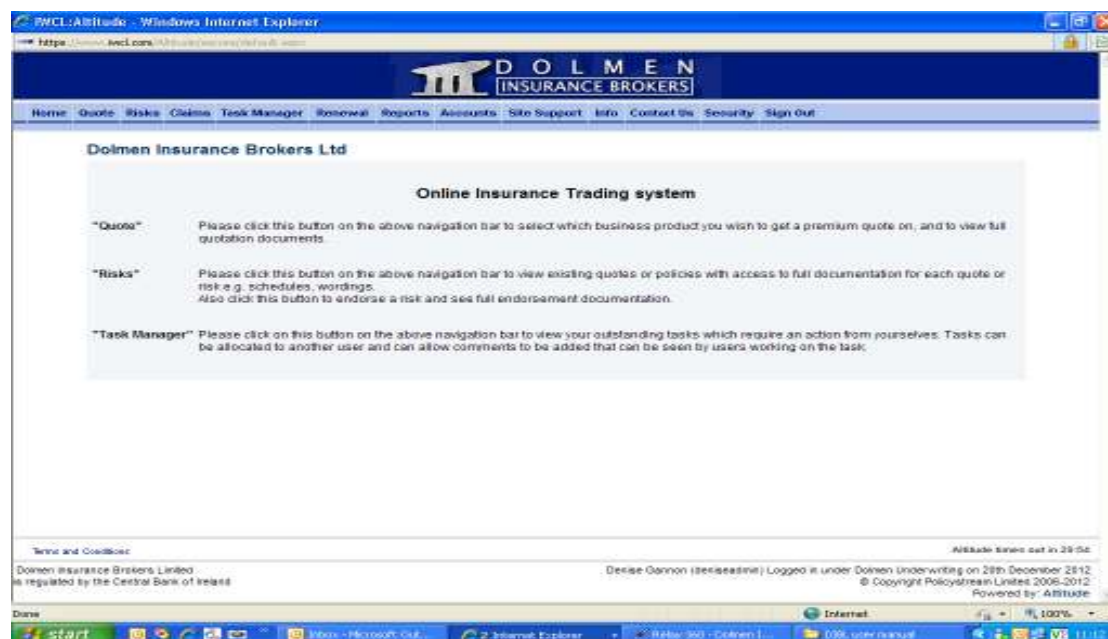 IWCL:Altitude - Windows Internet Explorer
DOLMEN
INSURANCE BROKERS
Home Quote Risks Claims Task Manager Renewal Reports Accounts Site Support Info Contact Us Security Sign Out
Dolmen Insurance Brokers Ltd
Online Insurance Trading system
"Quote" Please click this button on the above navigation bar to select which business product you wish to get a premium quote on, and to view full
quotation documents.
"Risks" Please click this button on the above navigation bar to view existing quotes or policies with access to full documentation for each quote or
risk e.g. schedules, wordings.
Also click this button to endorse a risk and see full endorsement documentation.
"Task Manager" Please click on this button on the above navigation bar to view your outstanding tasks which require an action from yourselves. Tasks can
be allocated to another user and can allow comments to be added that can be seen by users working on the task.
Terms and Conditions
Altitude times out in 29:54
Dolmen Insurance Brokers Limited
is regulated by the Central Bank of Ireland
Denise Gannon (deniseadmin) Logged in under Dolmen Underwriting on 28th December 2012
© Copyright Policystream Limited 2006-2012
Powered by: Altitude
Done Internet 100%
start Inbox - Microsoft Out... 2 Internet Explorer DIBL user manual